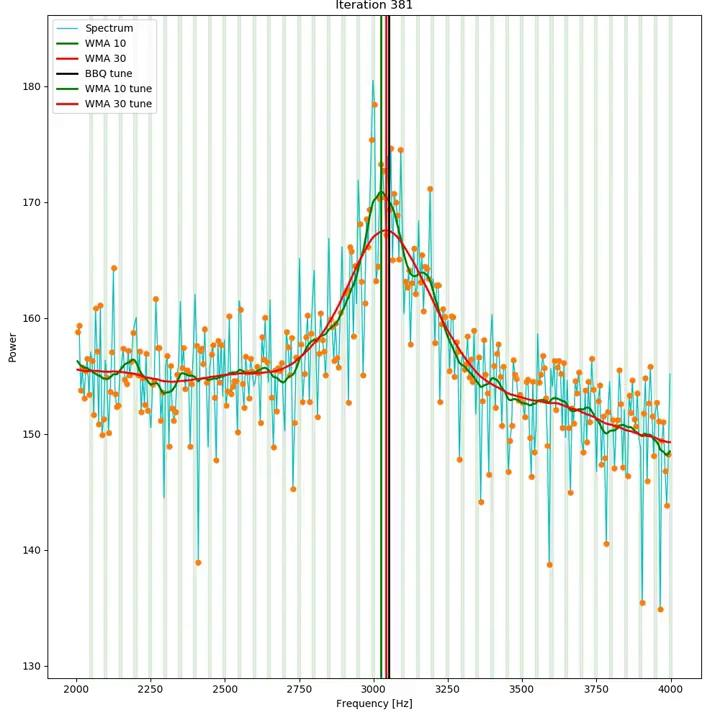 Iteration 381
Spectrum
WMA 10
WMA 30
BBQ tune
WMA 10 tune
WMA 30 tune
180
170
160
150
140
130
Power
2000 2250 2500 2750 3000 3250 3500 3750 4000
Frequency [Hz]